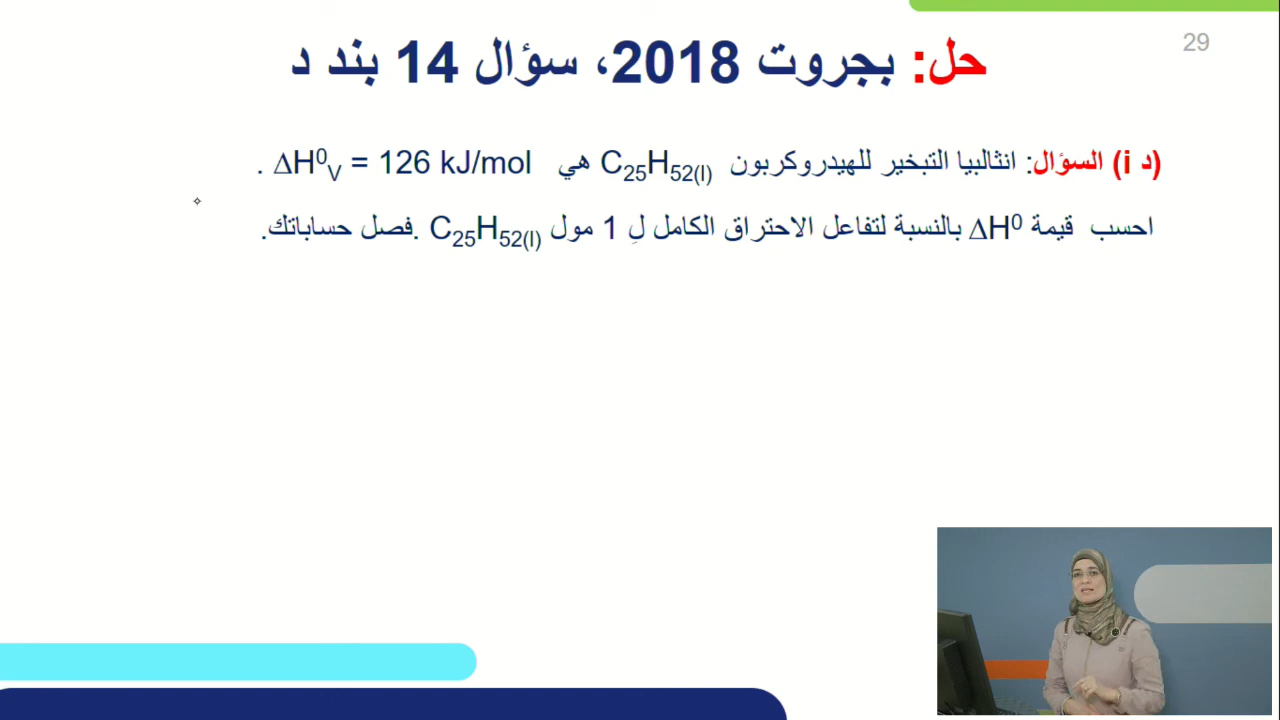 29
حل: بجروت 2018، سؤال 14 بند د
(د i) السؤال: انثالبيا التبخير للهيدروكربون C₂₅H₅₂₍ₗ₎ هي ΔH⁰ᵥ = 126 kJ/mol .
احسب قيمة ΔH⁰ بالنسبة لتفاعل الاحتراق الكامل لِ 1 مول C₂₅H₅₂₍ₗ₎ .فصل حساباتك.